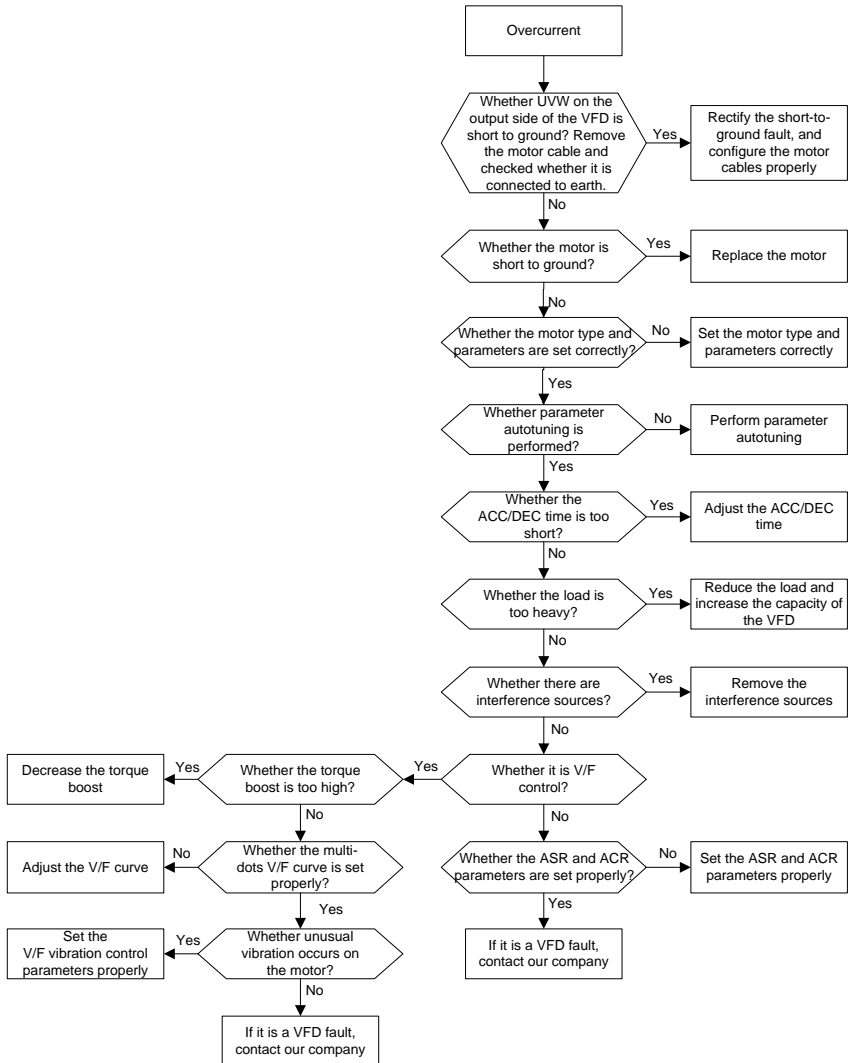 Overcurrent
Whether UVW on the
output side of the VFD is
short to ground? Remove
the motor cable and
checked whether it is
connected to earth.
Yes
Rectify the short-to-
ground fault, and
configure the motor
cables properly
No
Whether the motor is
short to ground?
Yes
Replace the motor
No
Whether the motor type and
parameters are set correctly?
No
Set the motor type and
parameters correctly
Yes
Whether parameter
autotuning is
performed?
No
Perform parameter
autotuning
Yes
Whether the
ACC/DEC time is too
short?
Yes
Adjust the ACC/DEC
time
No
Whether the load is
too heavy?
Yes
Reduce the load and
increase the capacity of
the VFD
No
Whether there are
interference sources?
Yes
Remove the
interference sources
No
Whether it is V/F
control?
Yes
Whether the torque
boost is too high?
Yes
Decrease the torque
boost
No
Whether the multi-
dots V/F curve is set
properly?
No
Adjust the V/F curve
Yes
Whether unusual
vibration occurs on
the motor?
Yes
Set the
V/F vibration control
parameters properly
No
If it is a VFD fault,
contact our company
No
Whether the ASR and ACR
parameters are set properly?
No
Set the ASR and ACR
parameters properly
Yes
If it is a VFD fault,
contact our company